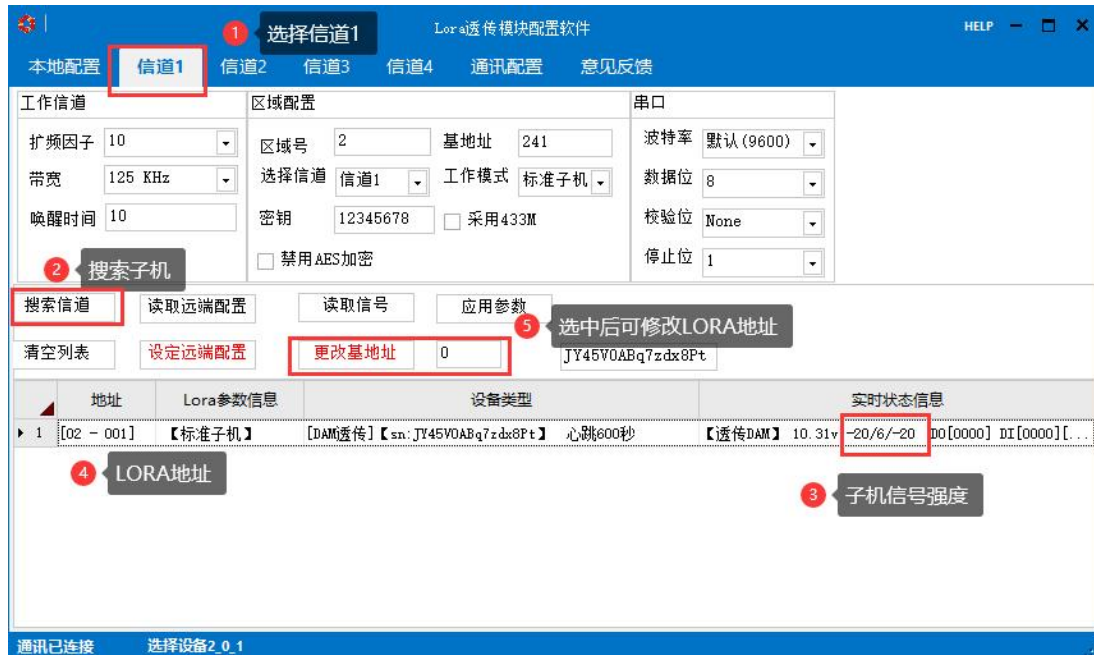 1 选择信道1 Lora透传模块配置软件 HELP
本地配置 信道1 信道2 信道3 信道4 通讯配置 意见反馈
工作信道 区域配置 串口
扩频因子 10 区域号 2 基地址 241 波特率 默认(9600)
带宽 125 KHz 选择信道 信道1 工作模式 标准子机 数据位 8
唤醒时间 10 密钥 12345678 采用433M 校验位 None
禁用AES加密 停止位 1
2 搜索子机
搜索信道 读取远端配置 读取信号 应用参数
5 选中后可修改LORA地址
清空列表 设定远端配置 更改基地址 0 JY45V0ABq7zdx8Pt
地址 Lora参数信息 设备类型 实时状态信息
1 [02 - 001] 【标准子机】 [DAM透传]【sn:JY45V0ABq7zdx8Pt】 心跳600秒 【透传DAM】 10.31v -20/6/-20 DO[0000] DI[0000][...
4 LORA地址
3 子机信号强度
通讯已连接 选择设备2_0_1